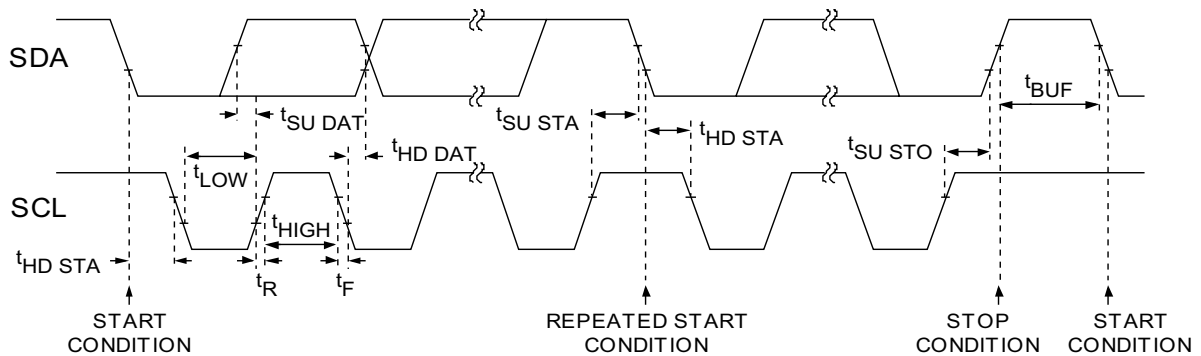 SDA
tBUF
tSU DAT
tSU STA
tHD STA
tHD DAT
tSU STO
tLOW
SCL
tHIGH
tHD STA
tR
tF
START
CONDITION
REPEATED START
CONDITION
STOP
CONDITION
START
CONDITION